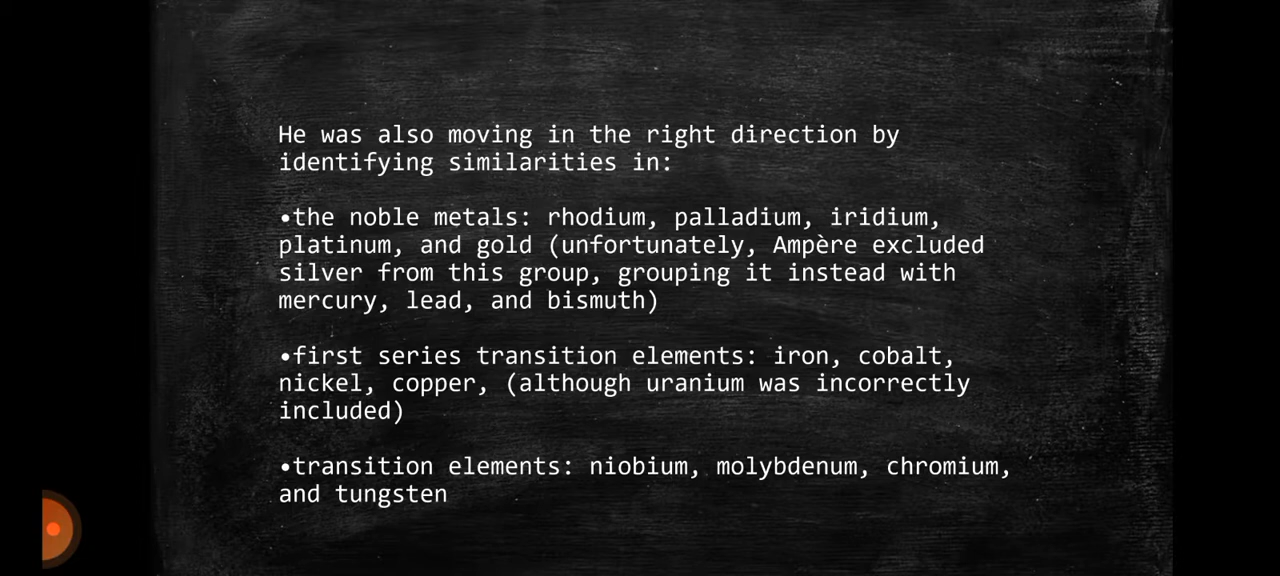 He was also moving in the right direction by
identifying similarities in:
•the noble metals: rhodium, palladium, iridium,
platinum, and gold (unfortunately, Ampère excluded
silver from this group, grouping it instead with
mercury, lead, and bismuth)
•first series transition elements: iron, cobalt,
nickel, copper, (although uranium was incorrectly
included)
•transition elements: niobium, molybdenum, chromium,
and tungsten